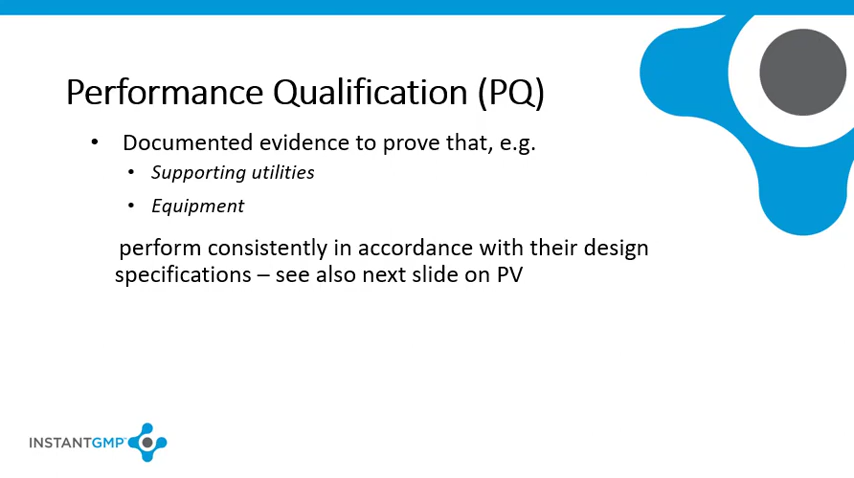 Performance Qualification (PQ)
• Documented evidence to prove that, e.g.
• Supporting utilities
• Equipment
perform consistently in accordance with their design
specifications – see also next slide on PV
INSTANTGMP™